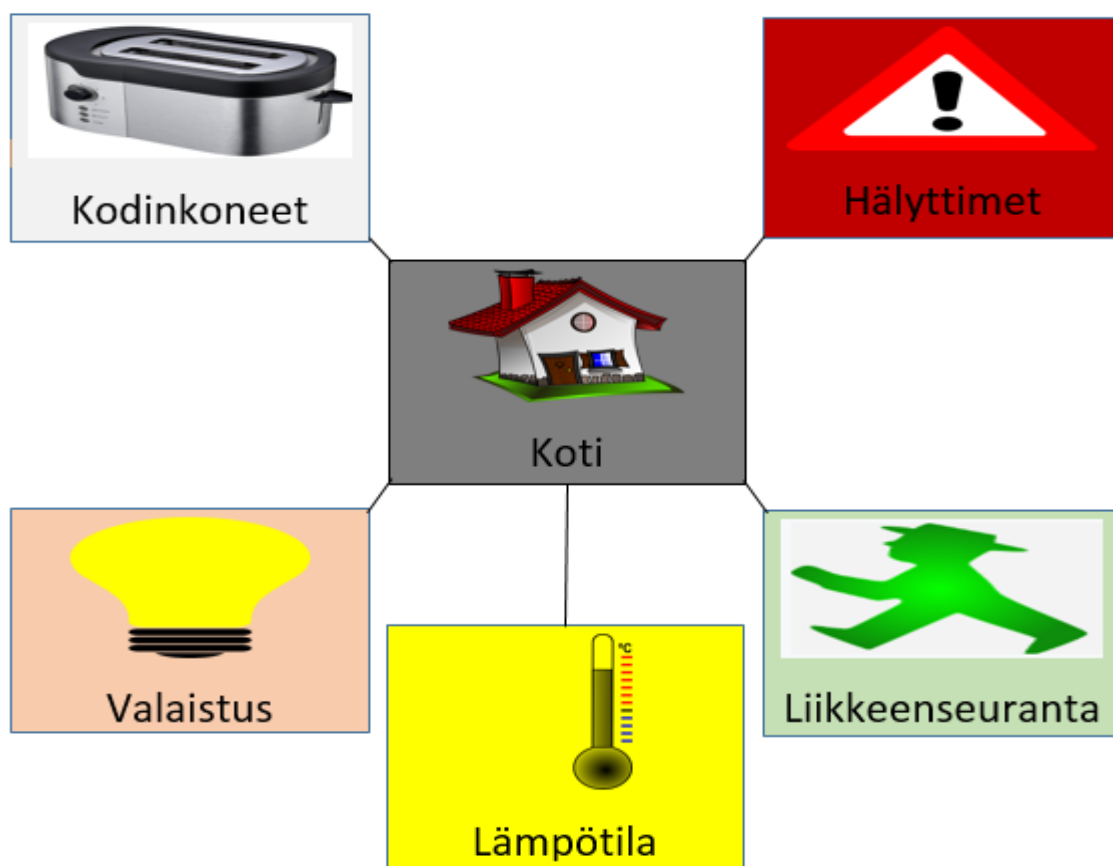 Kodinkoneet
Hälyttimet
Koti
Valaistus
°C
Lämpötila
Liikkeenseuranta